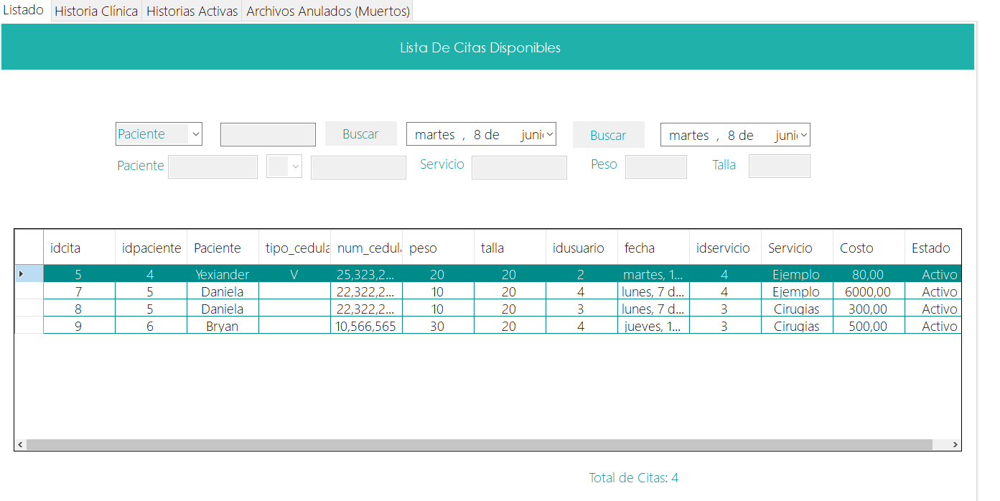 Listado Historia Clínica Historias Activas Archivos Anulados (Muertos)
Lista De Citas Disponibles
Paciente Buscar martes , 8 de juni Buscar martes , 8 de juni
Paciente Servicio Peso Talla
idcita idpaciente Paciente tipo_cedula num_cedula peso talla idusuario fecha idservicio Servicio Costo Estado
5 4 Yexiander V 25,323,2... 20 20 2 martes, 1... 4 Ejemplo 80,00 Activo
7 5 Daniela 22,322,2... 10 20 4 lunes, 7 d... 4 Ejemplo 6000,00 Activo
8 5 Daniela 22,322,2... 10 20 3 lunes, 7 d... 3 Cirugias 300,00 Activo
9 6 Bryan 10,566,565 30 20 4 jueves, 1... 3 Cirugias 500,00 Activo
Total de Citas: 4